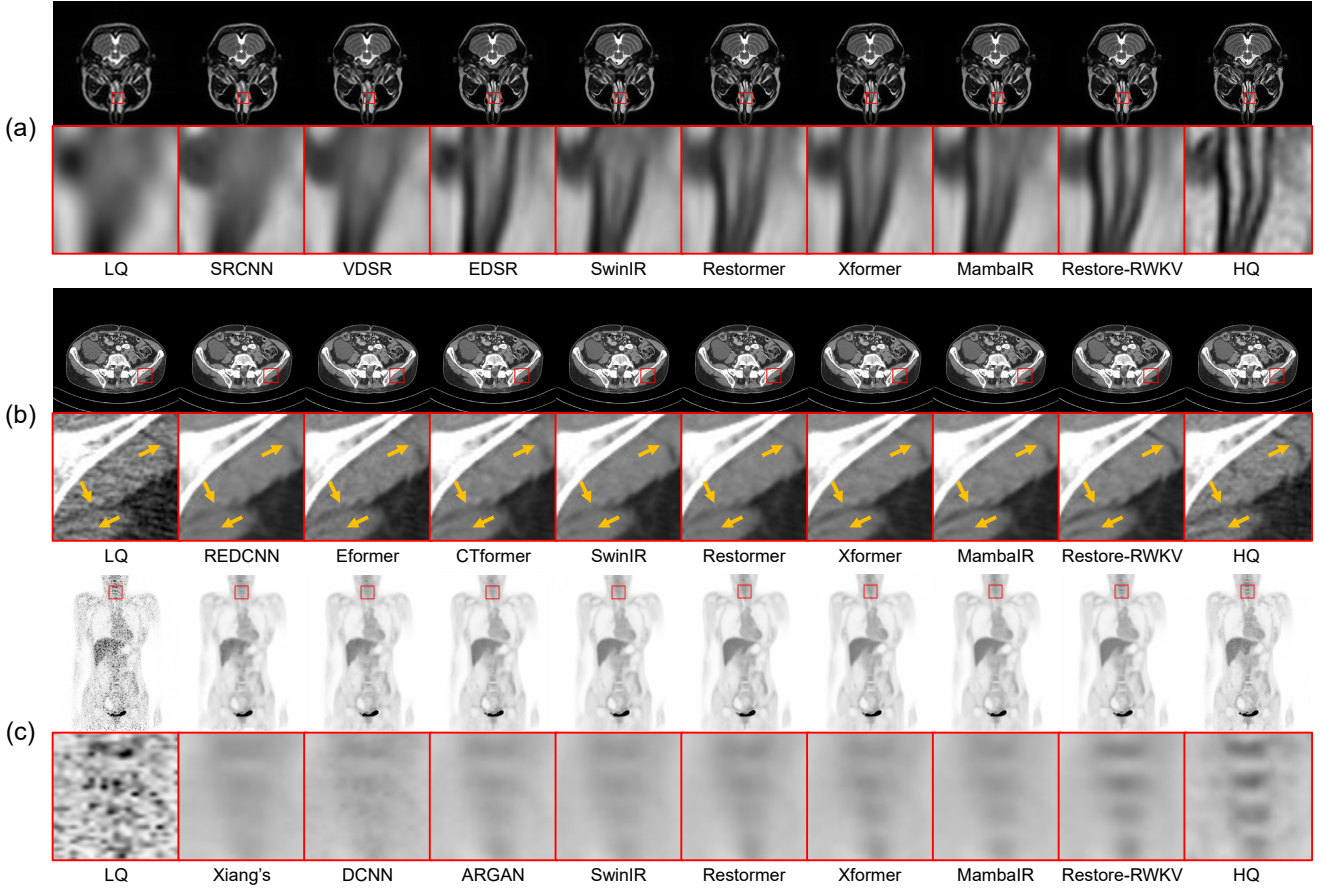 (a)
LQ SRCNN VDSR EDSR SwinIR Restormer Xformer MambaIR Restore-RWKV HQ
(b)
LQ REDCNN Eformer CTformer SwinIR Restormer Xformer MambaIR Restore-RWKV HQ
(c)
LQ Xiang's DCNN ARGAN SwinIR Restormer Xformer MambaIR Restore-RWKV HQ